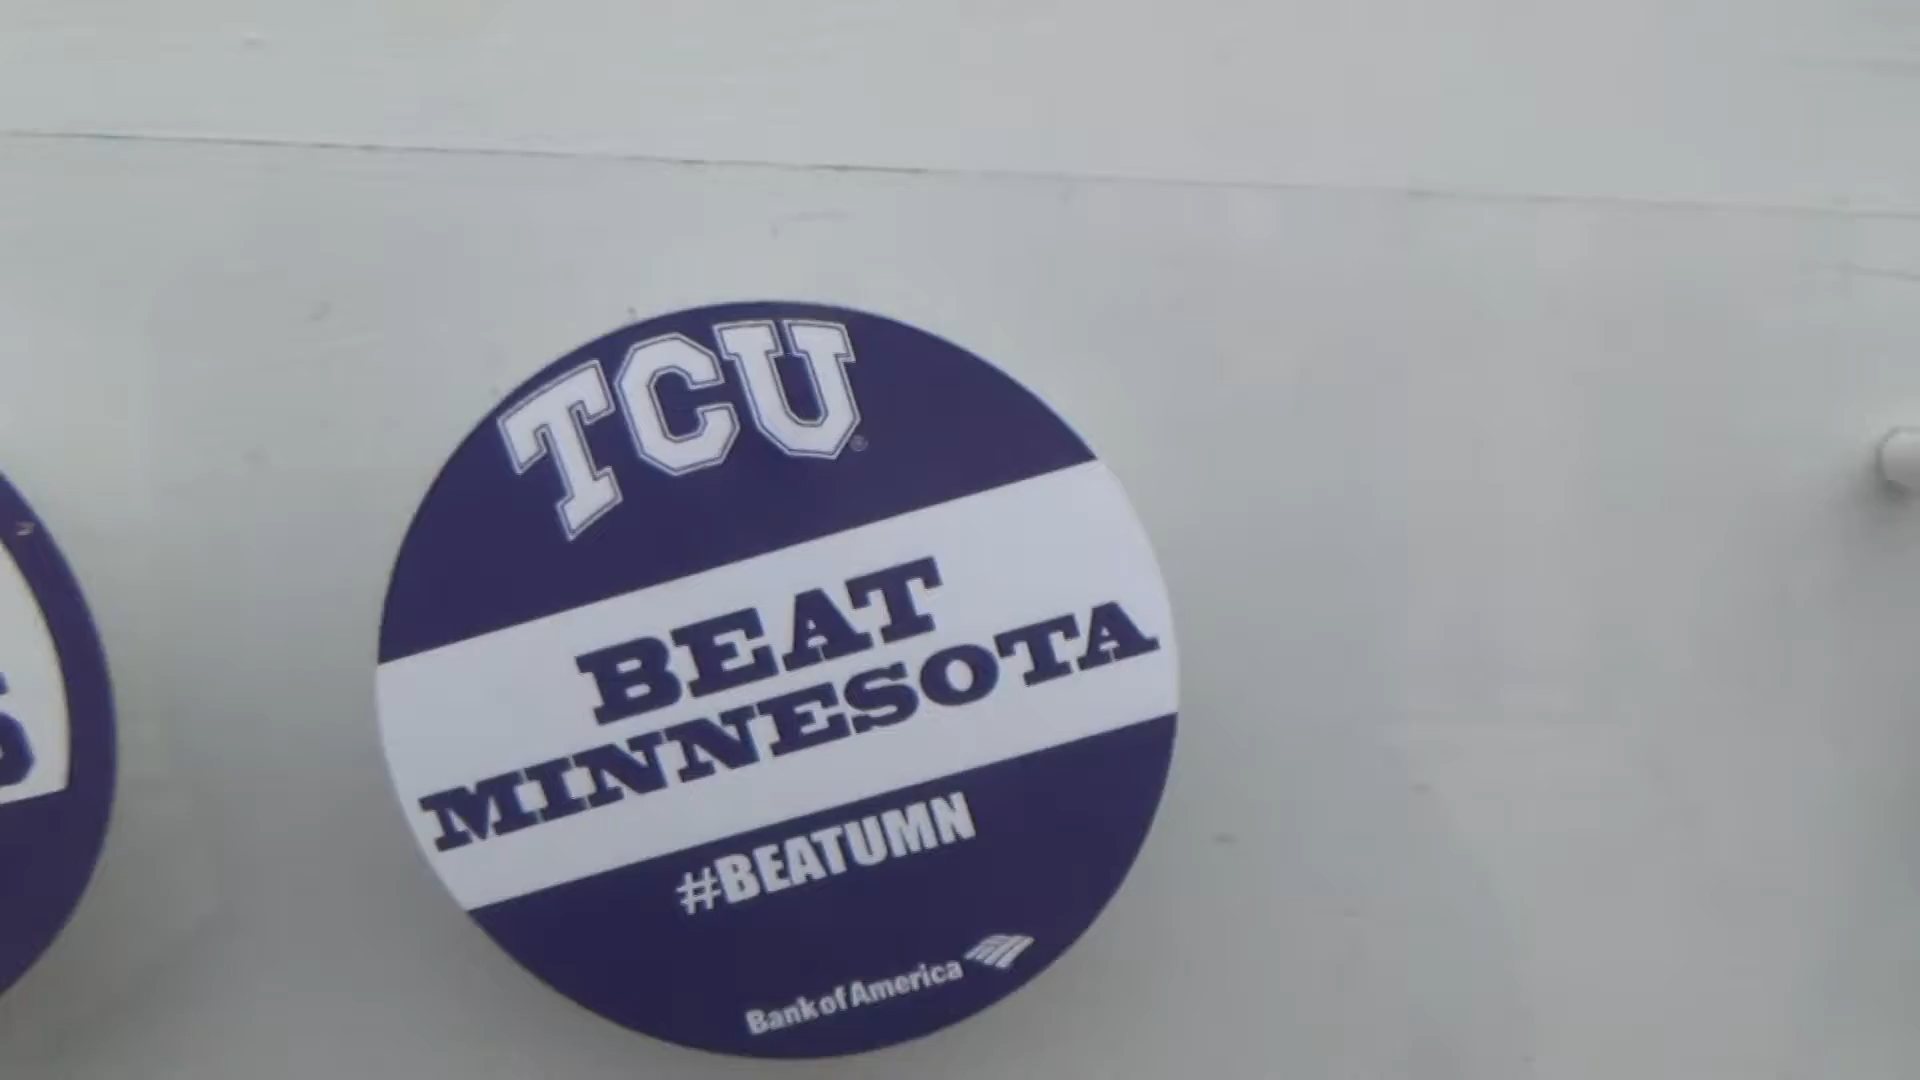 TCU
BEAT
MINNESOTA
#BEATUMN
Bank of America